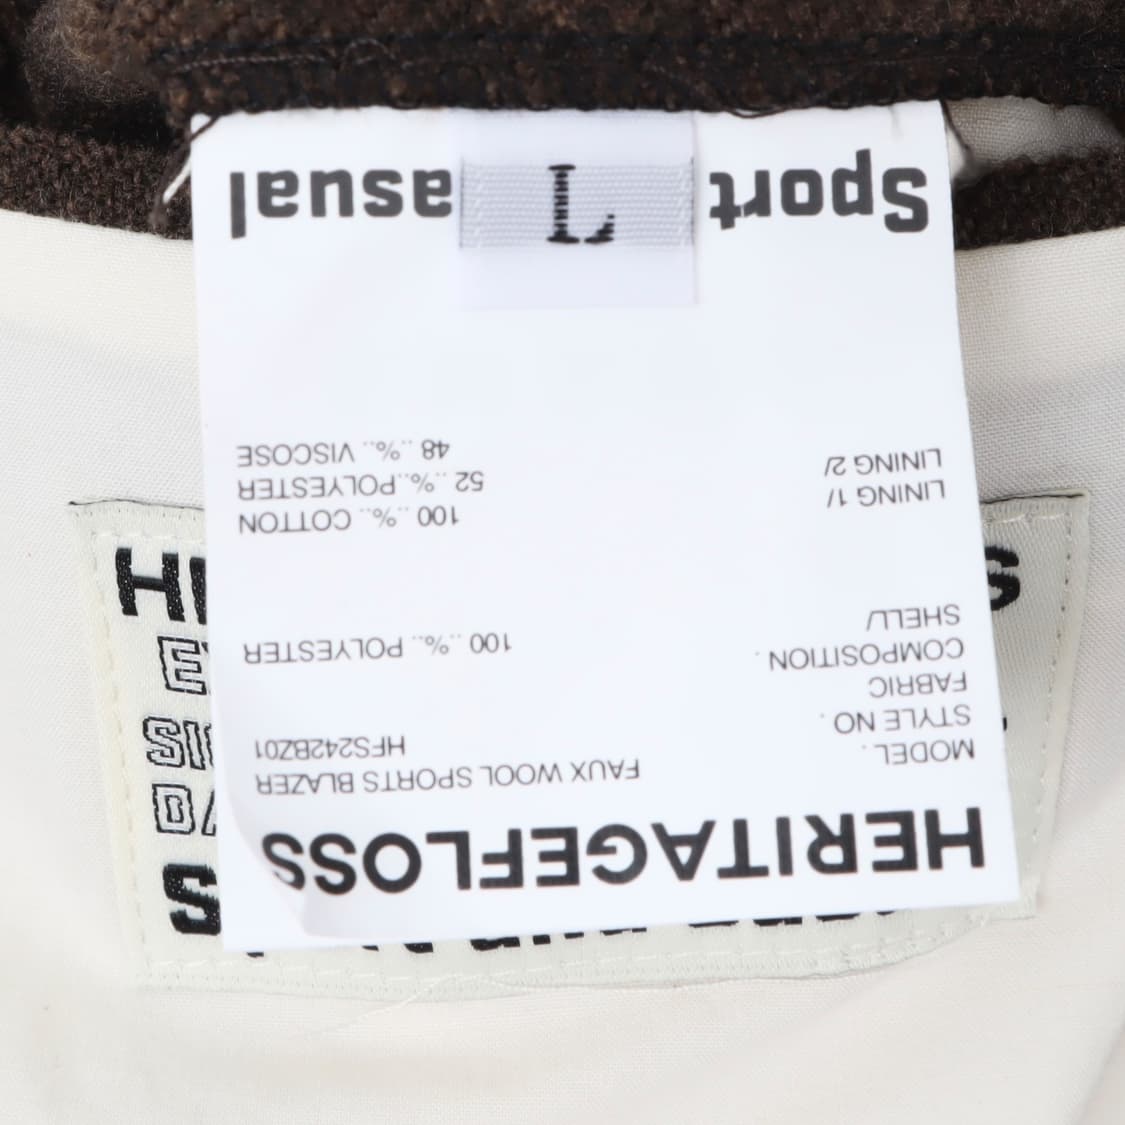 HERITAGEFLOSS
MODEL . FAUX WOOL SPORTS BLAZER
STYLE NO . HFS242BZ01
FABRIC
COMPOSITION .
SHELL/ 100 ..%.. POLYESTER
LINING 1/ 100 ..%.. COTTON
LINING 2/ 52 ..%..POLYESTER
48 ..%.. VISCOSE
Sport asual
L